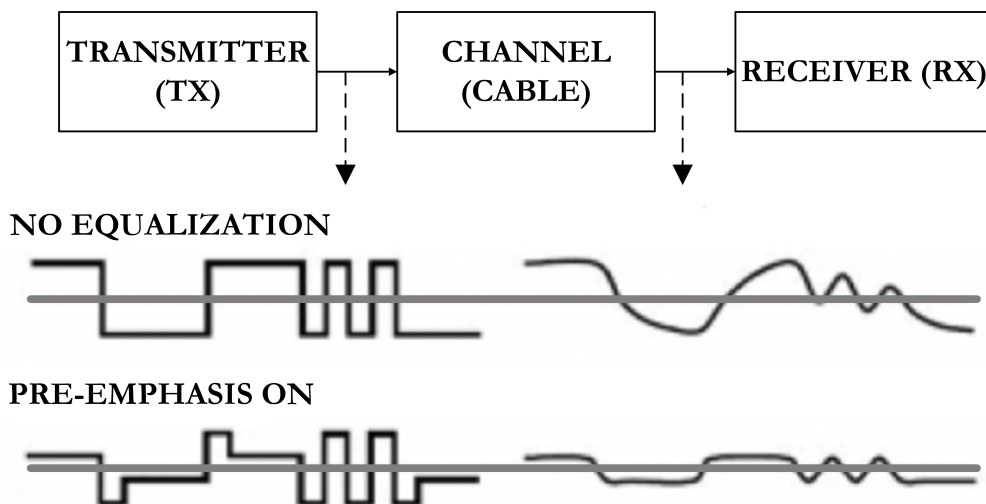 TRANSMITTER
(TX)
CHANNEL
(CABLE)
RECEIVER (RX)
NO EQUALIZATION
PRE-EMPHASIS ON